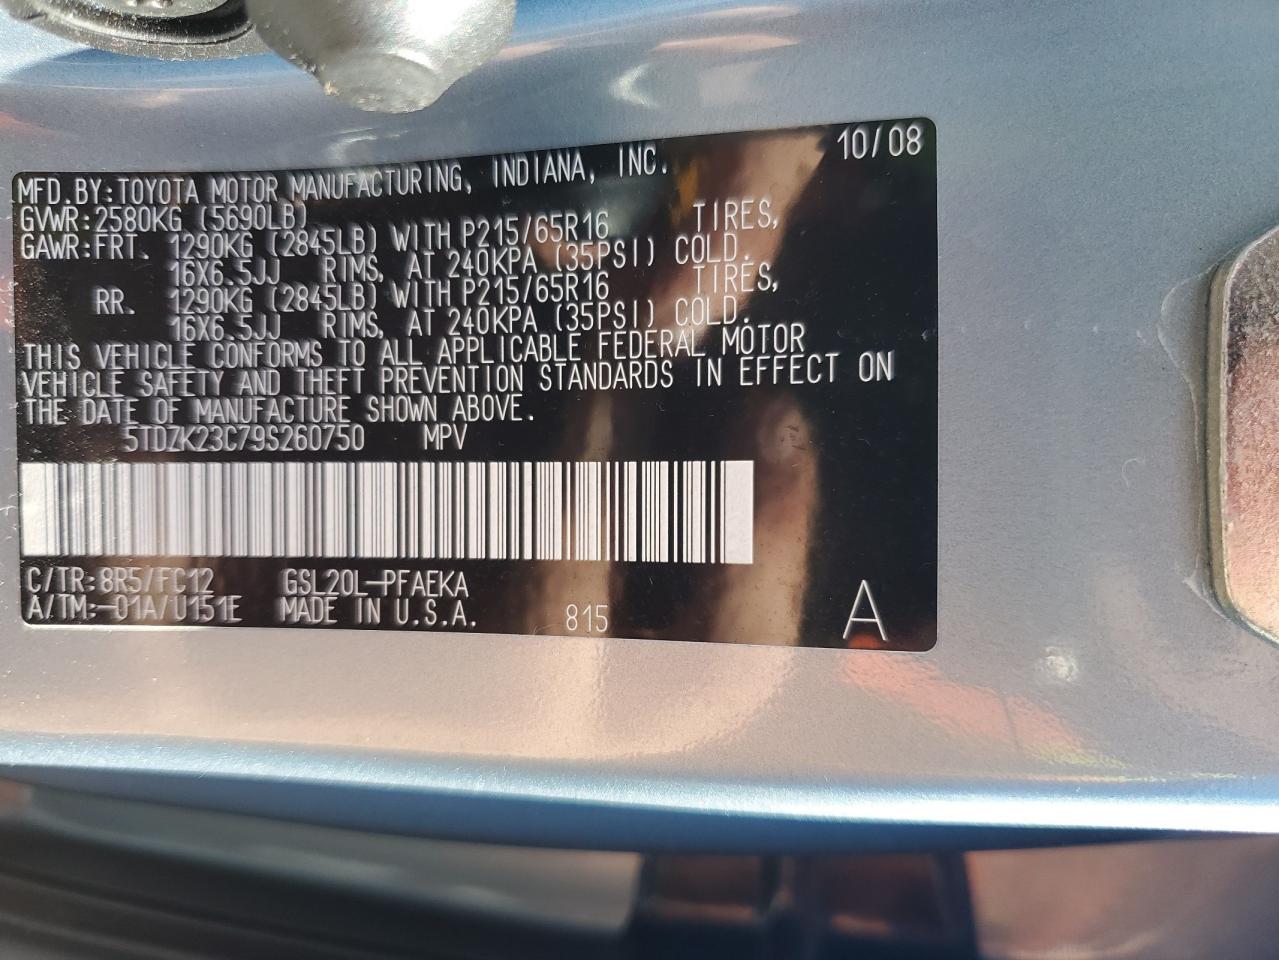 10/08
MFD.BY:TOYOTA MOTOR MANUFACTURING, INDIANA, INC.
GVWR:2580KG (5690LB)
GAWR:FRT. 1290KG (2845LB) WITH P215/65R16 TIRES,
16X6.5JJ RIMS, AT 240KPA (35PSI) COLD.
RR. 1290KG (2845LB) WITH P215/65R16 TIRES,
16X6.5JJ RIMS, AT 240KPA (35PSI) COLD.
THIS VEHICLE CONFORMS TO ALL APPLICABLE FEDERAL MOTOR
VEHICLE SAFETY AND THEFT PREVENTION STANDARDS IN EFFECT ON
THE DATE OF MANUFACTURE SHOWN ABOVE.
5TDZK23C79S260750 MPV
C/TR:8R5/FC12 GSL20L-PFAEKA
A/TM:-01A/U151E MADE IN U.S.A. 815 A